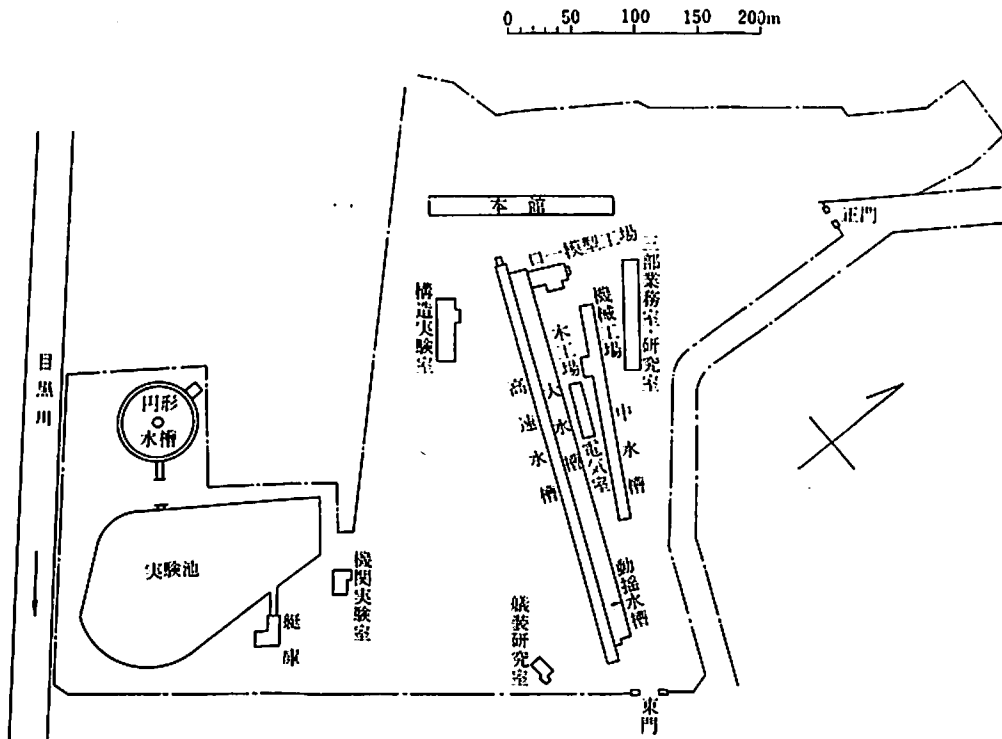 0 50 100 150 200m
本館
正門
ロー模型工場
三部業務室・研究室
機械工場
構造実験室
木工場
目黒川
高速水槽
大水槽
中水槽
電気室
円形
水槽
実験池
機関実験室
動揺水槽
艇庫
艤装研究室
東門